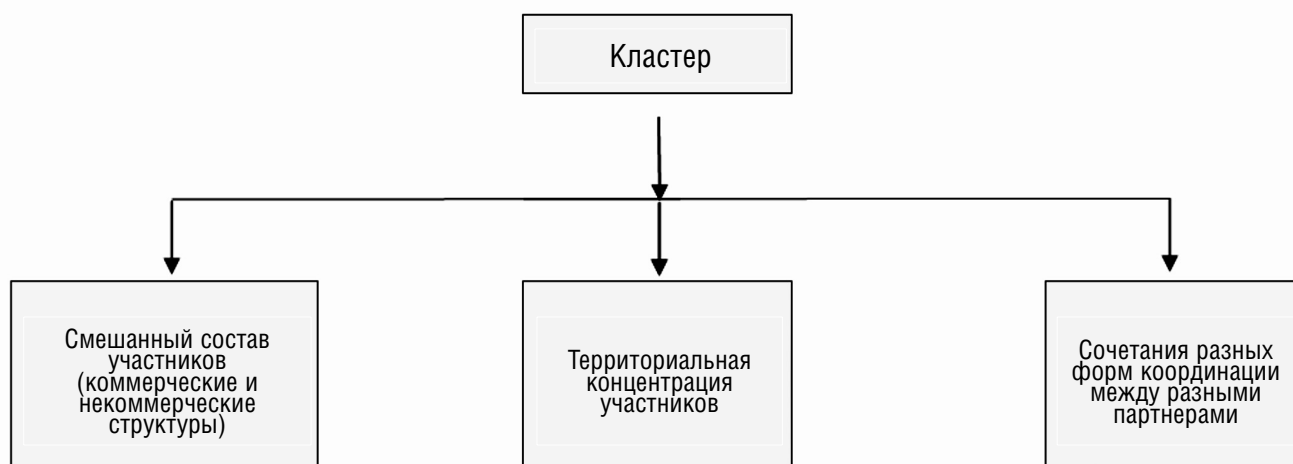 Кластер
Смешанный состав
участников
(коммерческие и
некоммерческие
структуры)
Территориальная
концентрация
участников
Сочетания разных
форм координации
между разными
партнерами